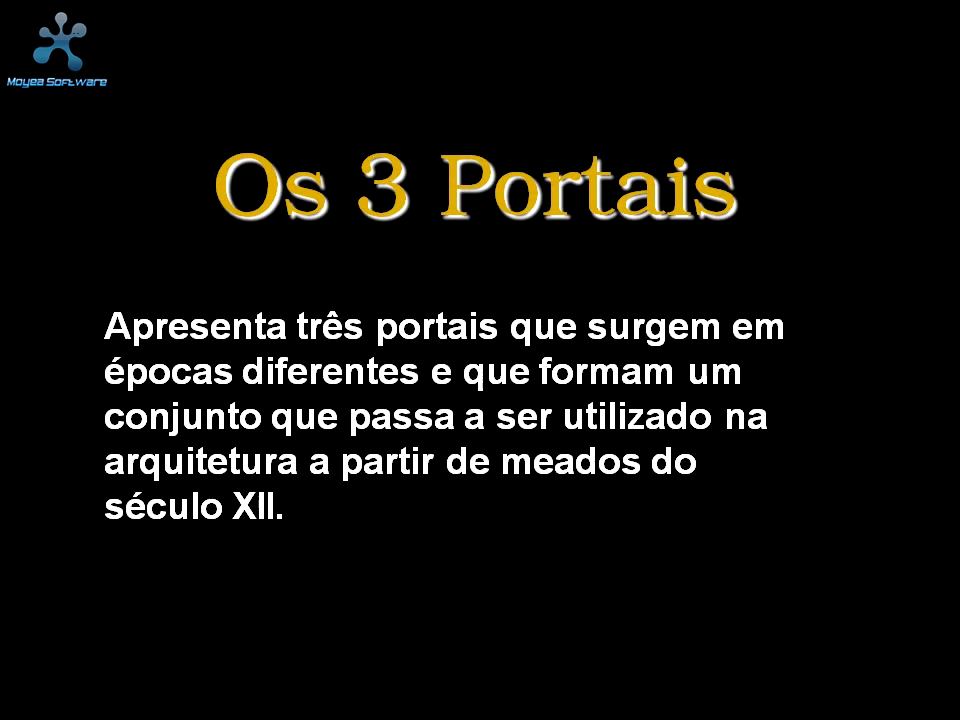 Moyea Software
Os 3 Portais
Apresenta três portais que surgem em
épocas diferentes e que formam um
conjunto que passa a ser utilizado na
arquitetura a partir de meados do
século XII.